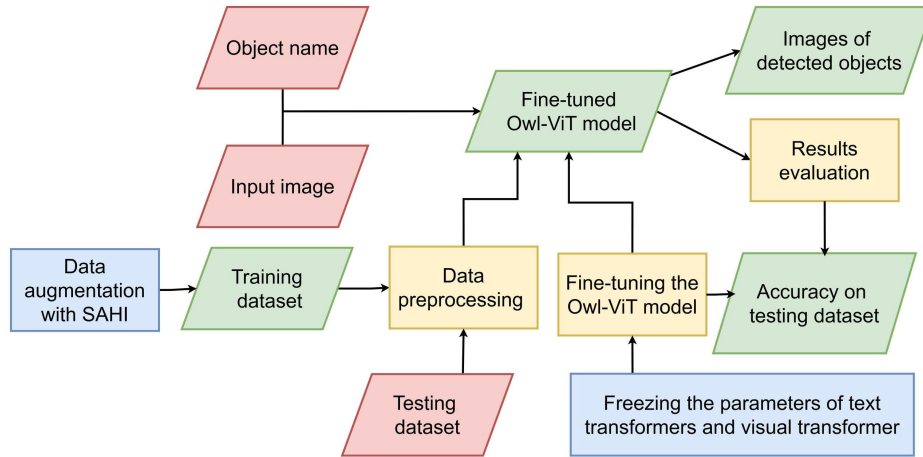 Object name
Images of
detected objects
Fine-tuned
Owl-ViT model
Input image
Results
evaluation
Data
augmentation
with SAHI
Training
dataset
Data
preprocessing
Fine-tuning the
Owl-ViT model
Accuracy on
testing dataset
Testing
dataset
Freezing the parameters of text
transformers and visual transformer